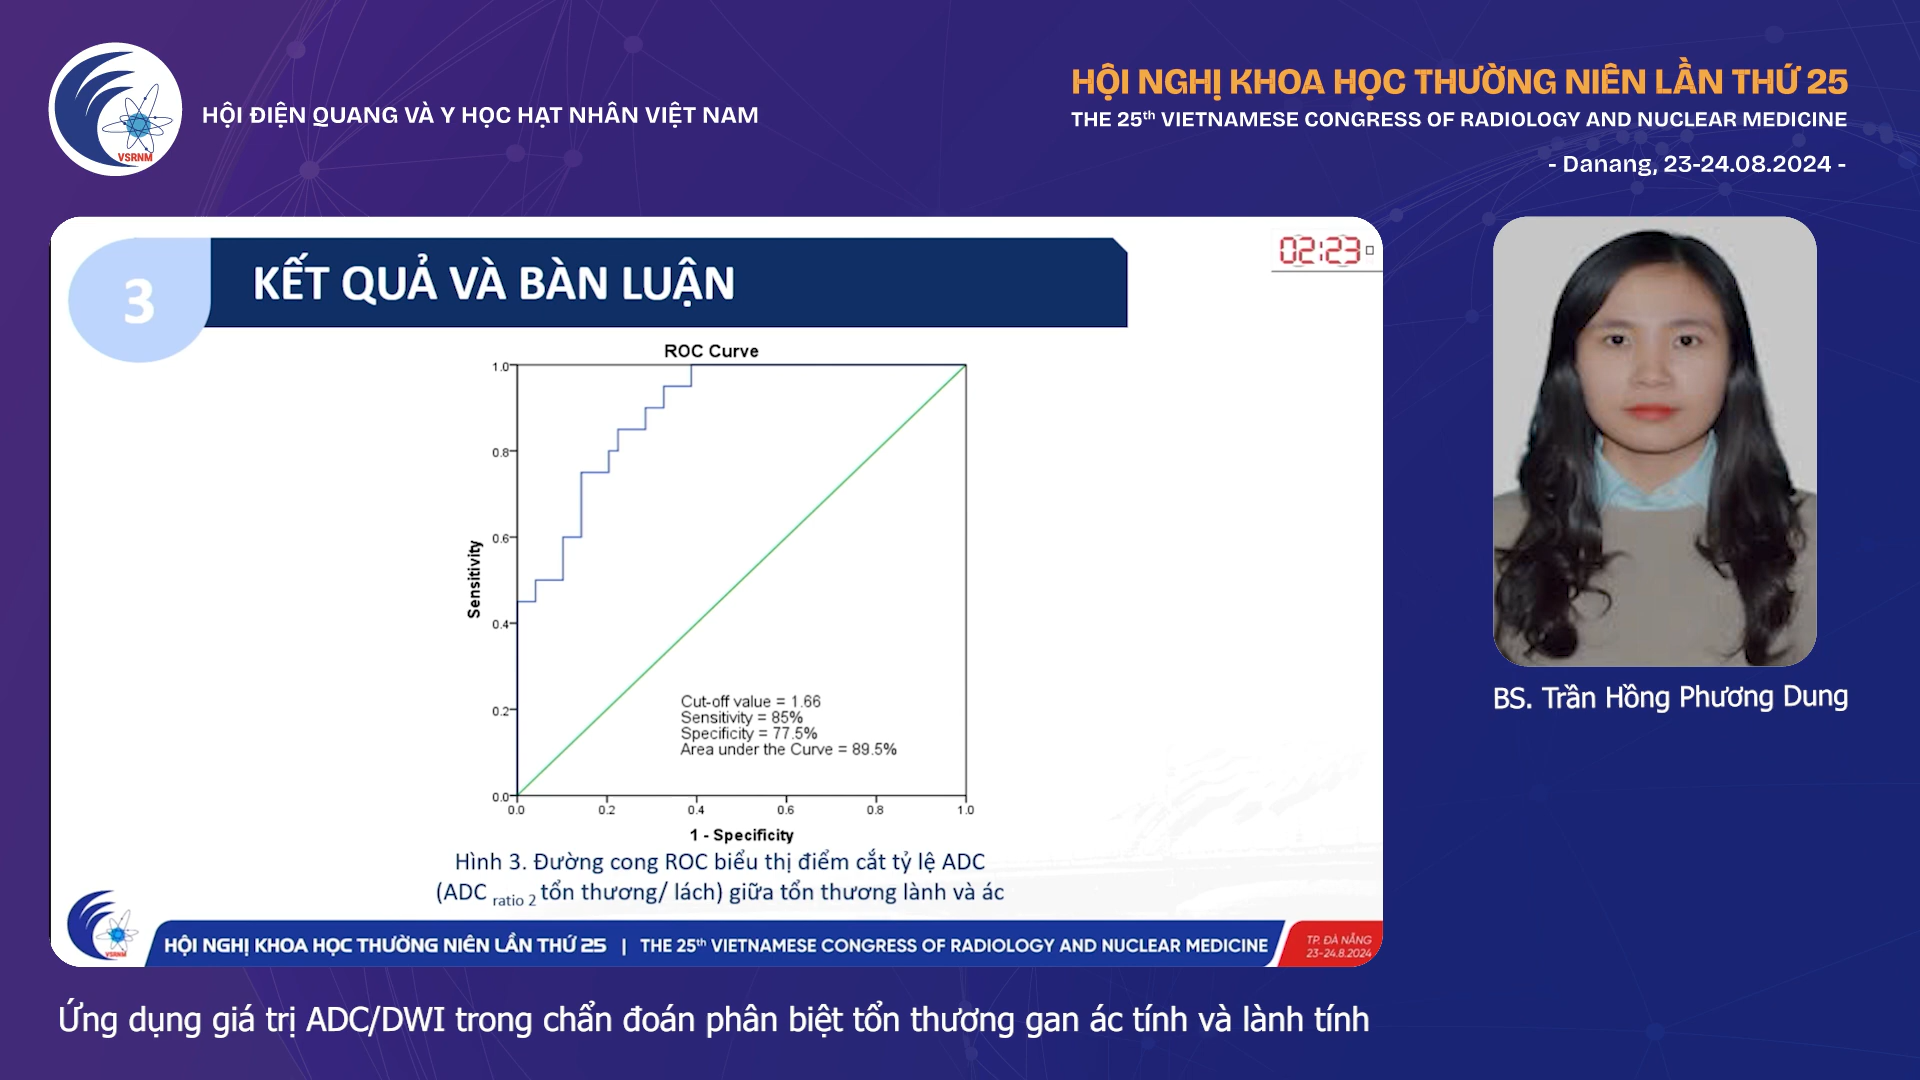 VSRNM
HỘI ĐIỆN QUANG VÀ Y HỌC HẠT NHÂN VIỆT NAM
HỘI NGHỊ KHOA HỌC THƯỜNG NIÊN LẦN THỨ 25
THE 25th VIETNAMESE CONGRESS OF RADIOLOGY AND NUCLEAR MEDICINE
- Danang, 23-24.08.2024 -
3
KẾT QUẢ VÀ BÀN LUẬN
02:23
ROC Curve
1.0
0.8
0.6
0.4
0.2
0.0
Sensitivity
Cut-off value = 1.66
Sensitivity = 85%
Specificity = 77.5%
Area under the Curve = 89.5%
0.0 0.2 0.4 0.6 0.8 1.0
1 - Specificity
Hình 3. Đường cong ROC biểu thị điểm cắt tỷ lệ ADC
(ADC ratio 2 tổn thương/ lách) giữa tổn thương lành và ác
VSRNM
HỘI NGHỊ KHOA HỌC THƯỜNG NIÊN LẦN THỨ 25 | THE 25th VIETNAMESE CONGRESS OF RADIOLOGY AND NUCLEAR MEDICINE
TP. ĐÀ NẴNG
23-24.8.2024
BS. Trần Hồng Phương Dung
Ứng dụng giá trị ADC/DWI trong chẩn đoán phân biệt tổn thương gan ác tính và lành tính